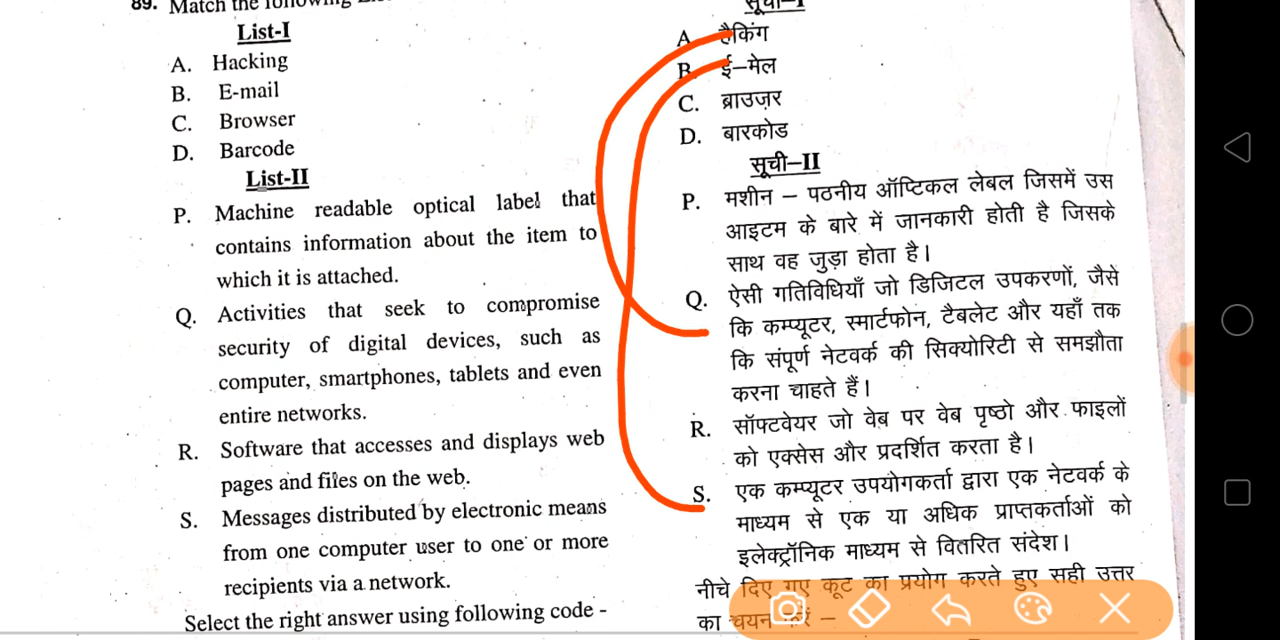 89. Match the following
List-I
A. Hacking
B. E-mail
C. Browser
D. Barcode
List-II
P. Machine readable optical label that
contains information about the item to
which it is attached.
Q. Activities that seek to compromise
security of digital devices, such as
computer, smartphones, tablets and even
entire networks.
R. Software that accesses and displays web
pages and files on the web.
S. Messages distributed by electronic means
from one computer user to one or more
recipients via a network.
Select the right answer using following code -
सूची–I
A. हैकिंग
B. ई–मेल
C. ब्राउज़र
D. बारकोड
सूची–II
P. मशीन – पठनीय ऑप्टिकल लेबल जिसमें उस
आइटम के बारे में जानकारी होती है जिसके
साथ वह जुड़ा होता है।
Q. ऐसी गतिविधियाँ जो डिजिटल उपकरणों, जैसे
कि कम्प्यूटर, स्मार्टफोन, टैबलेट और यहाँ तक
कि संपूर्ण नेटवर्क की सिक्योरिटी से समझौता
करना चाहते हैं।
R. सॉफ्टवेयर जो वेब पर वेब पृष्ठो और फाइलों
को एक्सेस और प्रदर्शित करता है।
S. एक कम्प्यूटर उपयोगकर्ता द्वारा एक नेटवर्क के
माध्यम से एक या अधिक प्राप्तकर्ताओं को
इलेक्ट्रॉनिक माध्यम से वितरित संदेश।
नीचे दिए गए कूट का प्रयोग करते हुए सही उत्तर
का चयन करें –